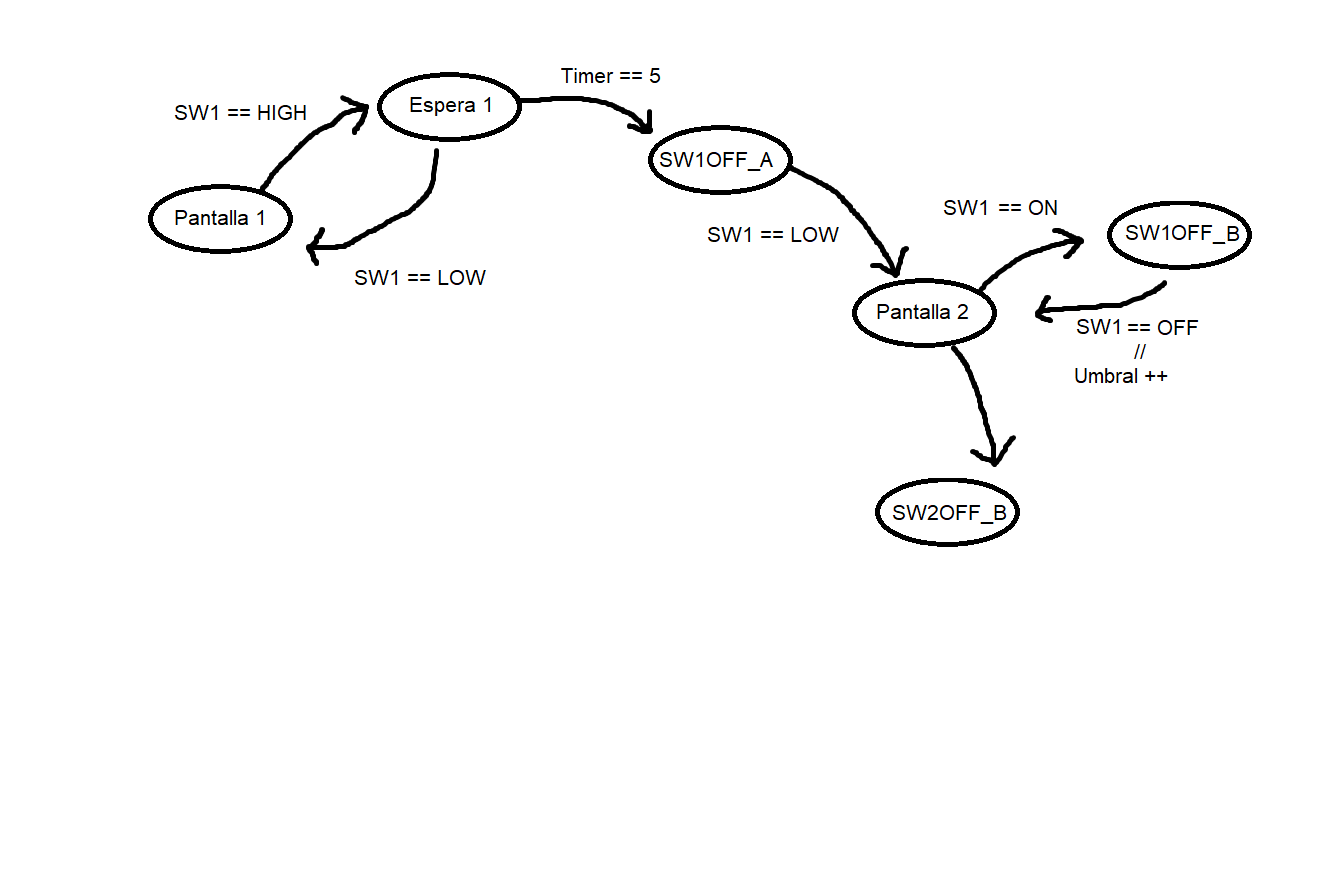 Timer == 5
Espera 1
SW1 == HIGH
SW1OFF_A
Pantalla 1
SW1 == ON
SW1 == LOW
SW1OFF_B
SW1 == LOW
Pantalla 2
SW1 == OFF
//
Umbral ++
SW2OFF_B